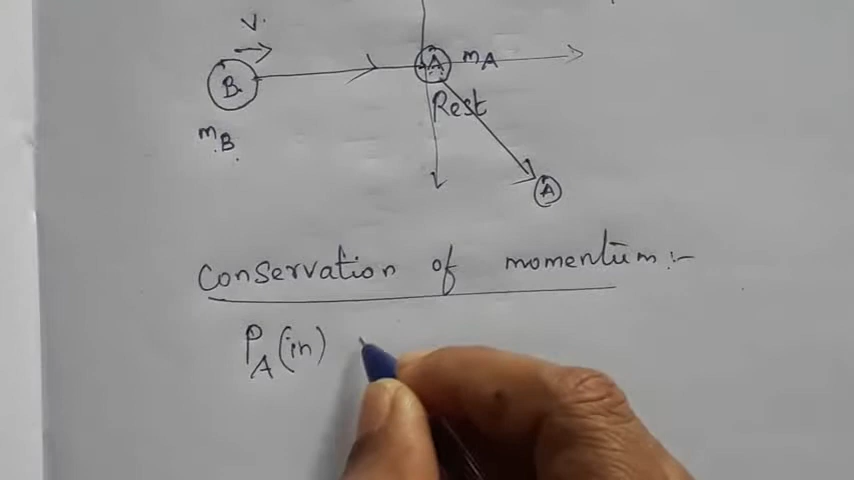 V.
B A mA
Rest
mB
A
Conservation of momentum:-
PA(in)